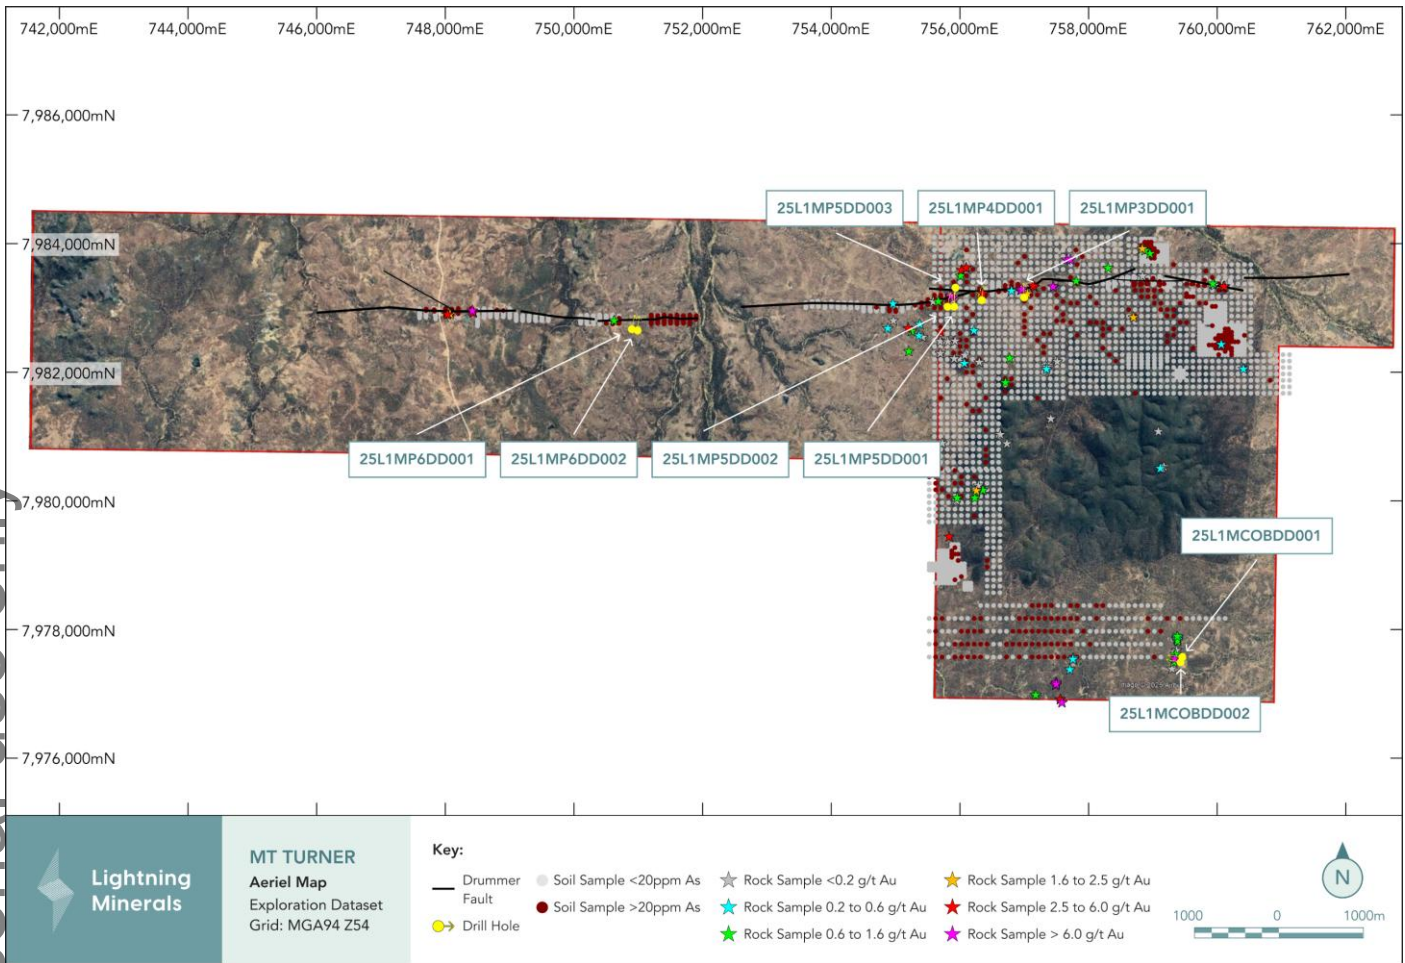 742,000mE 744,000mE 746,000mE 748,000mE 750,000mE 752,000mE 754,000mE 756,000mE 758,000mE 760,000mE 762,000mE
7,986,000mN
25L1MP5DD003 25L1MP4DD001 25L1MP3DD001
7,984,000mN
7,982,000mN
25L1MP6DD001 25L1MP6DD002 25L1MP5DD002 25L1MP5DD001
7,980,000mN
25L1MCOBDD001
7,978,000mN
25L1MCOBDD002
7,976,000mN
Lightning
Minerals
MT TURNER
Aeriel Map
Exploration Dataset
Grid: MGA94 Z54
Key:
Drummer
Fault
Drill Hole
Soil Sample <20ppm As
Soil Sample >20ppm As
Rock Sample <0.2 g/t Au
Rock Sample 0.2 to 0.6 g/t Au
Rock Sample 0.6 to 1.6 g/t Au
Rock Sample 1.6 to 2.5 g/t Au
Rock Sample 2.5 to 6.0 g/t Au
Rock Sample > 6.0 g/t Au
N
1000 0 1000m